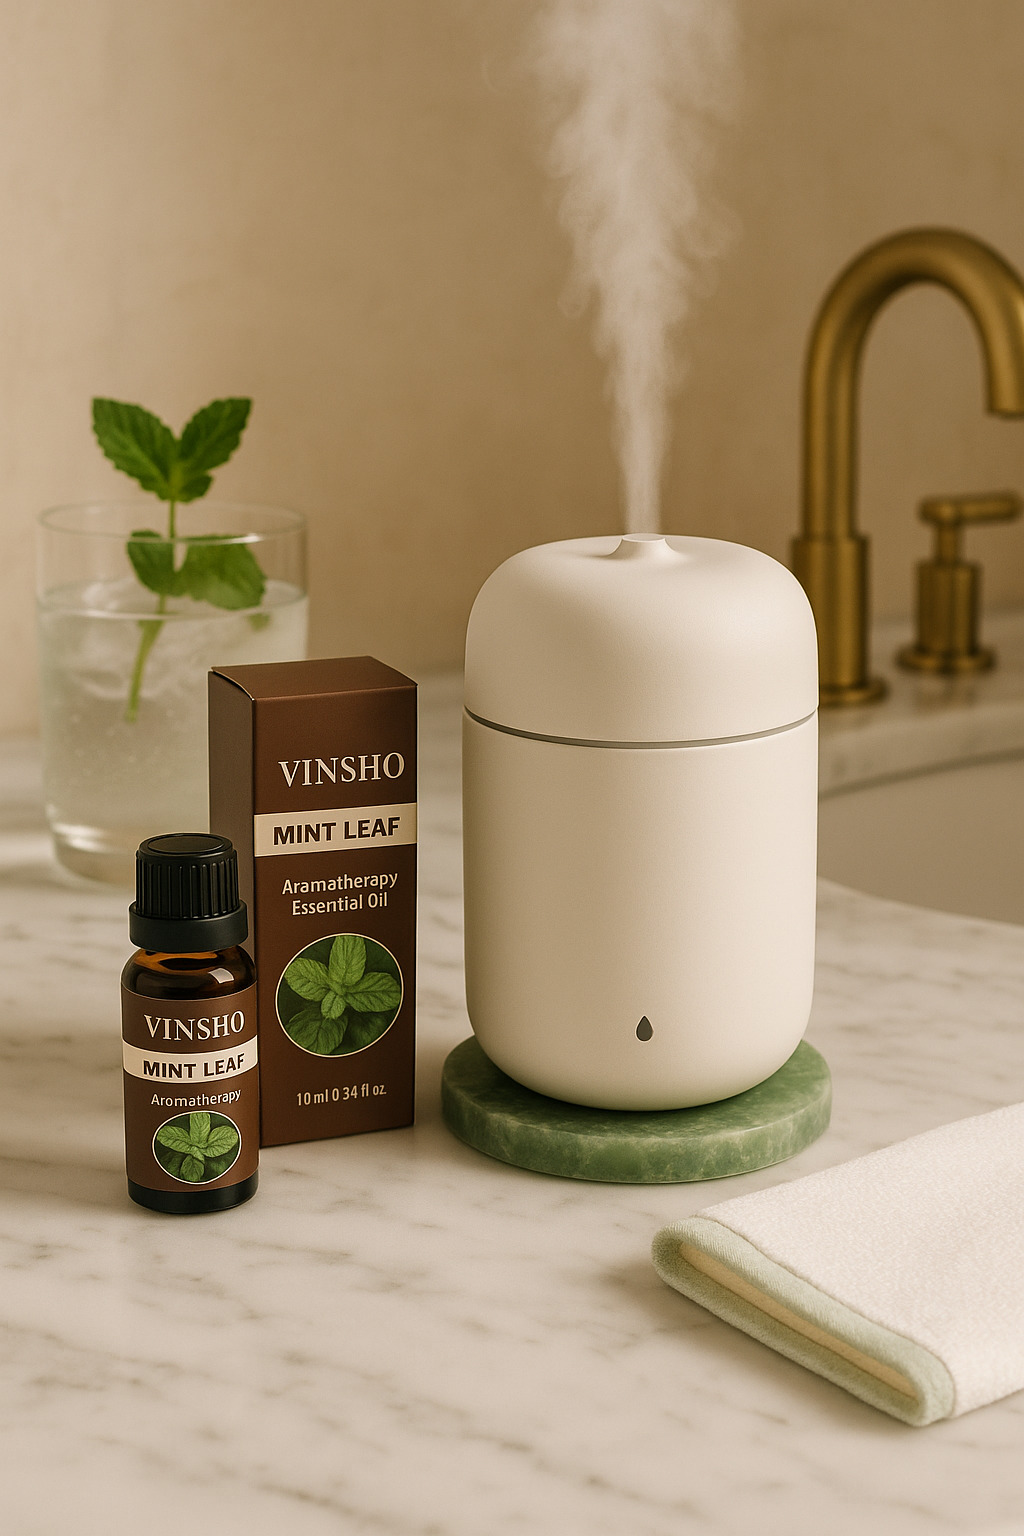 VINSHO
MINT LEAF
Aramatherapy
Essential Oil
10 ml 0 34 fl oz.
VINSHO
MINT LEAF
Aromatherapy